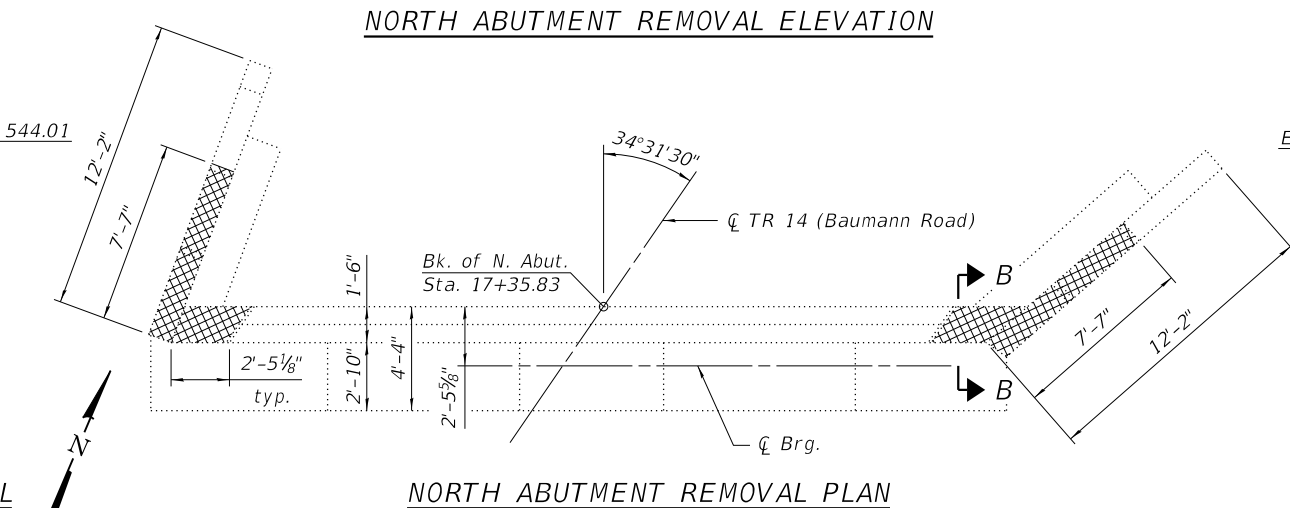 NORTH ABUTMENT REMOVAL ELEVATION
544.01
E
12'-2"
7'-7"
34°31'30"
℄ TR 14 (Baumann Road)
Bk. of N. Abut.
Sta. 17+35.83
1'-6"
B
7'-7"
12'-2"
2'-5⅛"
typ.
2'-10"
4'-4"
2'-5⅝"
B
℄ Brg.
N
L
NORTH ABUTMENT REMOVAL PLAN